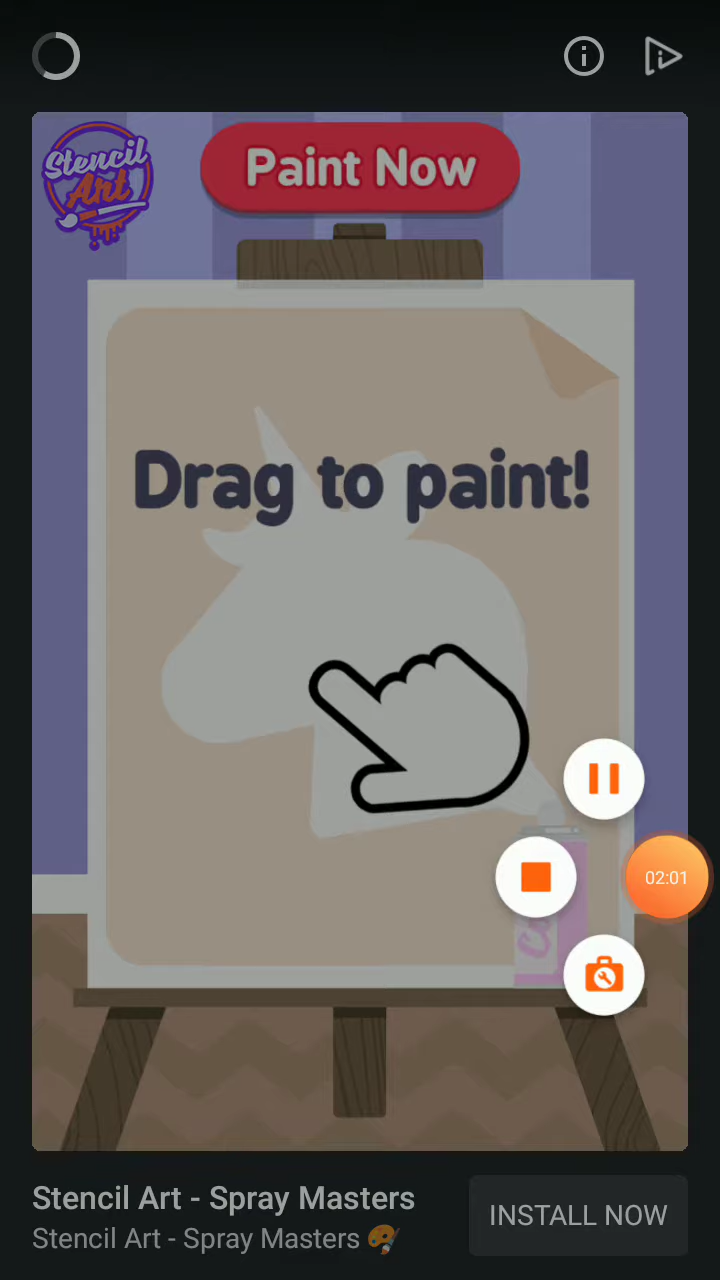 Stencil
Art
Paint Now
Drag to paint!
02:01
Stencil Art - Spray Masters
Stencil Art - Spray Masters 🎨
INSTALL NOW